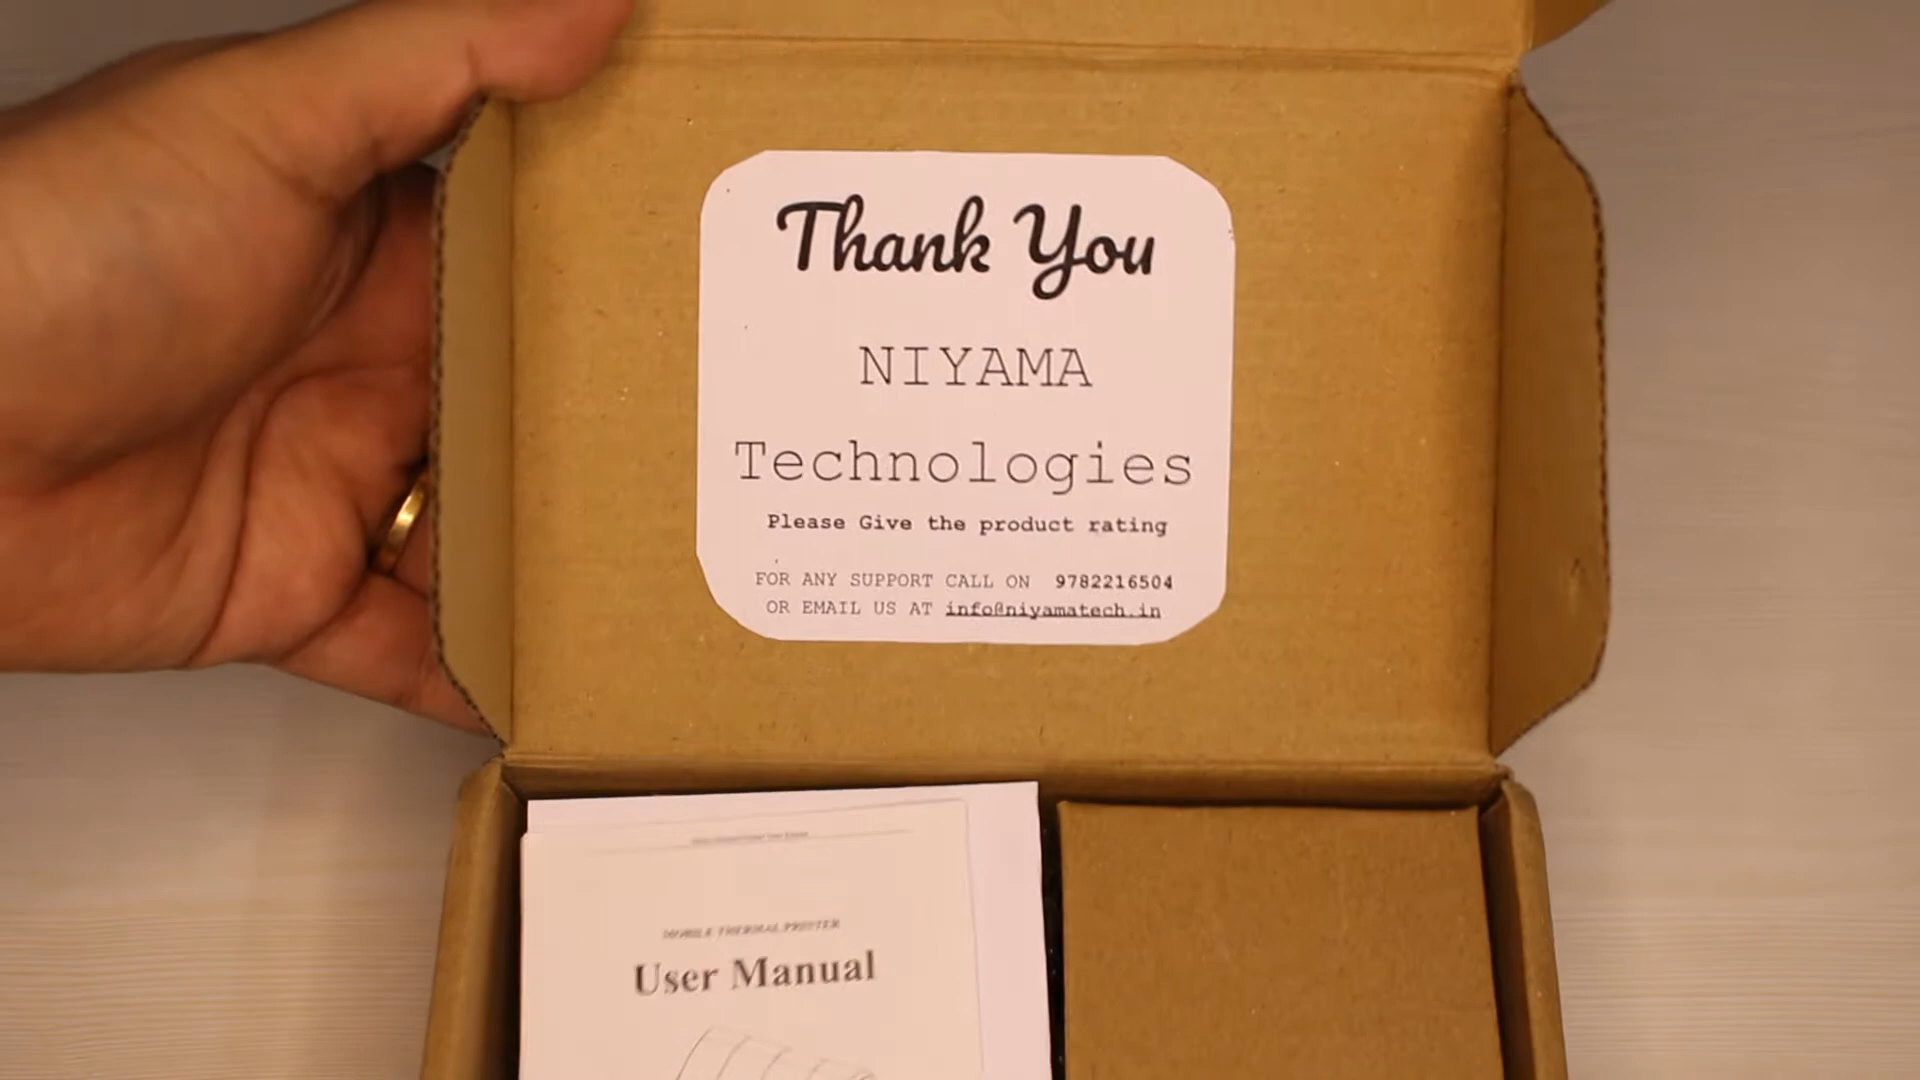 Thank You
NIYAMA
Technologies
Please Give the product rating
FOR ANY SUPPORT CALL ON 9782216504
OR EMAIL US AT info@niyamatech.in
MOBILE THERMAL PRINTER
User Manual